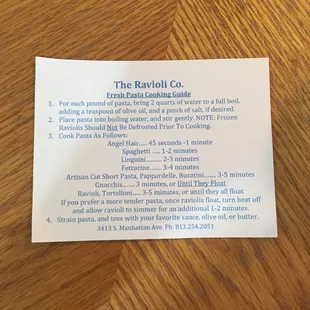 The Ravioli Co.
Fresh Pasta Cooking Guide
1. For each pound of pasta, bring 2 quarts of water to a full boil,
adding a teaspoon of olive oil, and a pinch of salt, if desired.
2. Place pasta into boiling water, and stir gently. NOTE: Frozen
Raviolis Should Not Be Defrosted Prior To Cooking.
3. Cook Pasta As Follows:
Angel Hair..... 45 seconds -1 minute
Spaghetti ..... 1-2 minutes
Linguini.......... 2-3 minutes
Fettucine.......... 3-4 minutes
Artisan Cut Short Pasta, Pappardelle, Bucatini.......... 3-5 minutes
Gnocchis.......... 3 minutes, or Until They Float
Ravioli, Tortolloni..... 3-5 minutes, or until they all float
If you prefer a more tender pasta, once raviolis float, turn heat off
and allow ravioli to simmer for an additional 1-2 minutes.
4. Strain pasta, and toss with your favorite sauce, olive oil, or butter.
3413 S. Manhattan Ave. Ph: 813.254.2051